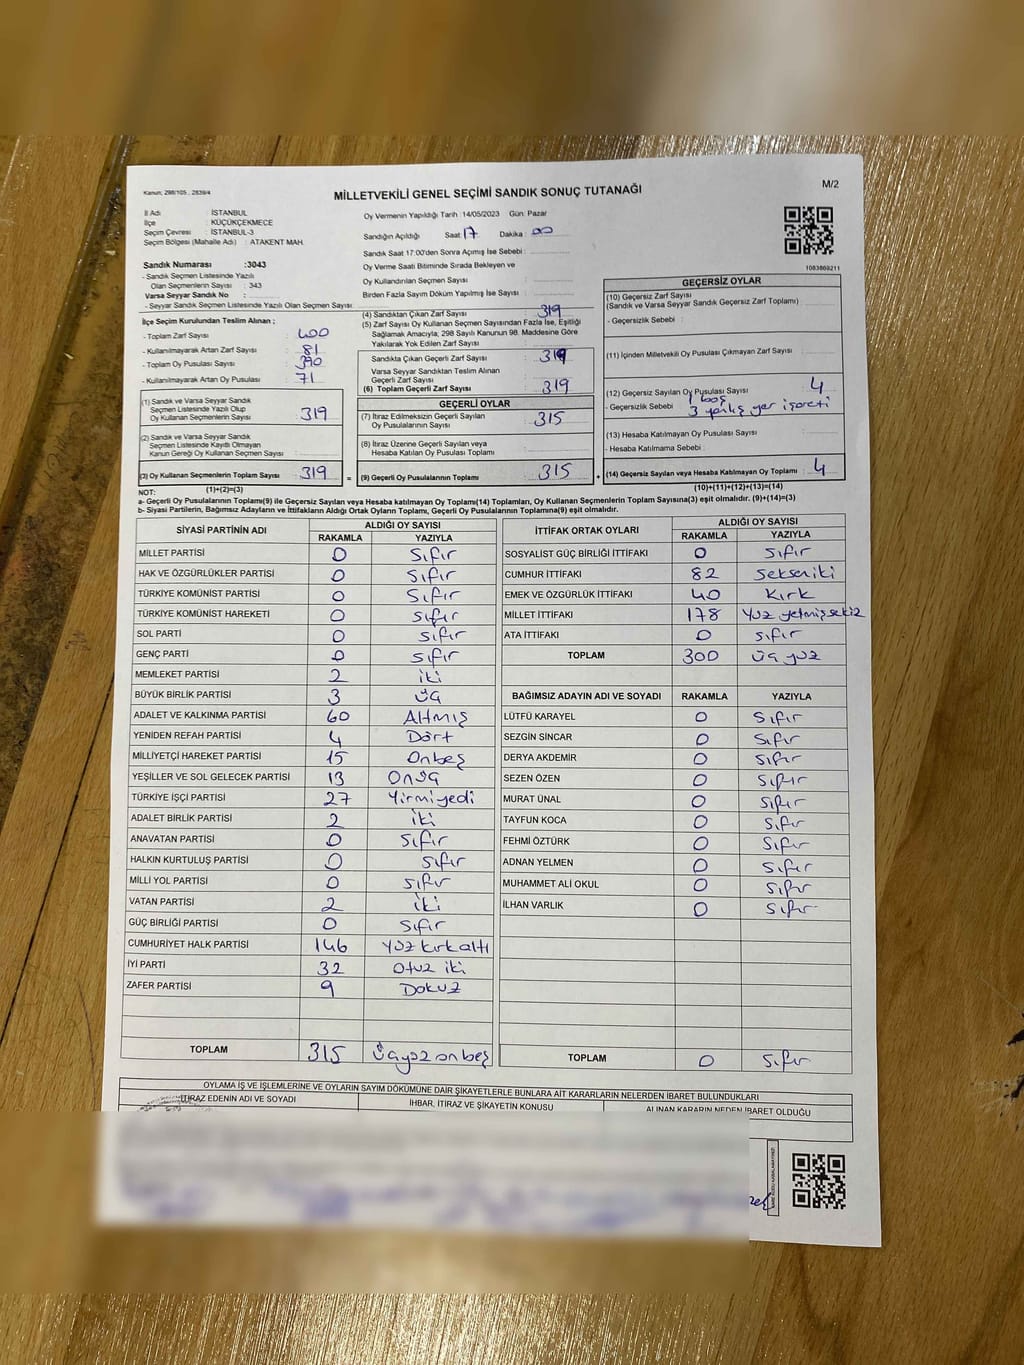 Kanun, 298/105 , 2839/4
MİLLETVEKİLİ GENEL SEÇİMİ SANDIK SONUÇ TUTANAĞI
M/2
İl Adı : İSTANBUL
İlçe : KÜÇÜKÇEKMECE
Seçim Çevresi : İSTANBUL-3
Seçim Bölgesi (Mahalle Adı) : ATAKENT MAH.
Sandık Numarası :3043
- Sandık Seçmen Listesinde Yazılı
Olan Seçmenlerin Sayısı : 343
Varsa Seyyar Sandık No :
- Seyyar Sandık Seçmen Listesinde Yazılı Olan Seçmen Sayısı:
Oy Vermenin Yapıldığı Tarih :14/05/2023 Gün: Pazar
Sandığın Açıldığı Saat: 17 Dakika : 00
Sandık Saat 17:00'den Sonra Açımış İse Sebebi :
Oy Verme Saati Bitiminde Sırada Bekleyen ve
Oy Kullandırılan Seçmen Sayısı :
Birden Fazla Sayım Döküm Yapılmış İse Sayısı :
1083869211
İlçe Seçim Kurulundan Teslim Alınan ;
- Toplam Zarf Sayısı : 400
- Kullanılmayarak Artan Zarf Sayısı : 81
- Toplam Oy Pusulası Sayısı : 390
- Kullanılmayarak Artan Oy Pusulası : 71
(4) Sandıktan Çıkan Zarf Sayısı : 319
(5) Zarf Sayısı Oy Kullanan Seçmen Sayısından Fazla İse, Eşitliği
Sağlamak Amacıyla, 298 Sayılı Kanunun 98. Maddesine Göre
Yakılarak Yok Edilen Zarf Sayısı :
Sandıkta Çıkan Geçerli Zarf Sayısı : 319
Varsa Seyyar Sandıktan Teslim Alınan
Geçerli Zarf Sayısı :
(6) Toplam Geçerli Zarf Sayısı : 319
GEÇERSİZ OYLAR
(10) Geçersiz Zarf Sayısı
(Sandık ve Varsa Seyyar Sandık Geçersiz Zarf Toplamı) :
- Geçersizlik Sebebi :
(11) İçinden Milletvekili Oy Pusulası Çıkmayan Zarf Sayısı :
(12) Geçersiz Sayılan Oy Pusulası Sayısı : 4
- Geçersizlik Sebebi : 1 boş
3 yanlış yer işareti
(13) Hesaba Katılmayan Oy Pusulası Sayısı :
- Hesaba Katılmama Sebebi :
(14) Geçersiz Sayılan veya Hesaba Katılmayan Oy Toplamı : 4
(10)+(11)+(12)+(13)=(14)
(1) Sandık ve Varsa Seyyar Sandık
Seçmen Listesinde Yazılı Olup
Oy Kullanan Seçmenlerin Sayısı : 319
(2) Sandık ve Varsa Seyyar Sandık
Seçmen Listesinde Kaydı Olmayan
Kanun Gereği Oy Kullanan Seçmenlerin Sayısı :
(3) Oy Kullanan Seçmenlerin Toplam Sayısı : 319 =
(1)+(2)=(3)
GEÇERLİ OYLAR
(7) İtiraz Edilmeksizin Geçerli Sayılan
Oy Pusulalarının Sayısı : 315
(8) İtiraz Üzerine Geçerli Sayılan veya
Hesaba Katılan Oy Pusulası Toplamı :
(9) Geçerli Oy Pusulalarının Toplamı : 315 +
NOT:
a- Geçerli Oy Pusulalarının Toplamı(9) ile Geçersiz Sayılan veya Hesaba katılmayan Oy Toplamı(14) Toplamları, Oy Kullanan Seçmenlerin Toplam Sayısına(3) eşit olmalıdır. (9)+(14)=(3)
b- Siyasi Partilerin, Bağımsız Adayların ve İttifakların Aldığı Ortak Oyların Toplamı, Geçerli Oy Pusulalarının Toplamına(9) eşit olmalıdır.
SİYASİ PARTİNİN ADI ALDIĞI OY SAYISI
RAKAMLA YAZIYLA
MİLLET PARTİSİ 0 Sıfır
HAK VE ÖZGÜRLÜKLER PARTİSİ 0 Sıfır
TÜRKİYE KOMÜNİST PARTİSİ 0 Sıfır
TÜRKİYE KOMÜNİST HAREKETİ 0 Sıfır
SOL PARTİ 0 sıfır
GENÇ PARTİ 0 sıfır
MEMLEKET PARTİSİ 2 iki
BÜYÜK BİRLİK PARTİSİ 3 üç
ADALET VE KALKINMA PARTİSİ 60 Altmış
YENİDEN REFAH PARTİSİ 4 Dört
MİLLİYETÇİ HAREKET PARTİSİ 15 Onbeş
YEŞİLLER VE SOL GELECEK PARTİSİ 13 Onüç
TÜRKİYE İŞÇİ PARTİSİ 27 Yirmiyedi
ADALET BİRLİK PARTİSİ 2 iki
ANAVATAN PARTİSİ 0 Sıfır
HALKIN KURTULUŞ PARTİSİ 0 sıfır
MİLLİ YOL PARTİSİ 0 sıfır
VATAN PARTİSİ 2 iki
GÜÇ BİRLİĞİ PARTİSİ 0 Sıfır
CUMHURİYET HALK PARTİSİ 146 Yüz kırkaltı
İYİ PARTİ 32 Otuz iki
ZAFER PARTİSİ 9 Dokuz
TOPLAM 315 Üçyüz onbeş
İTTİFAK ORTAK OYLARI ALDIĞI OY SAYISI
RAKAMLA YAZIYLA
SOSYALİST GÜÇ BİRLİĞİ İTTİFAKI 0 sıfır
CUMHUR İTTİFAKI 82 Sekseniki
EMEK VE ÖZGÜRLÜK İTTİFAKI 40 Kırk
MİLLET İTTİFAKI 178 Yüz yetmişsekiz
ATA İTTİFAKI 0 sıfır
TOPLAM 300 üçyüz
BAĞIMSIZ ADAYIN ADI VE SOYADI RAKAMLA YAZIYLA
LÜTFÜ KARAYEL 0 Sıfır
SEZGİN SİNCAR 0 Sıfır
DERYA AKDEMİR 0 Sıfır
SEZEN ÖZEN 0 Sıfır
MURAT ÜNAL 0 Sıfır
TAYFUN KOCA 0 Sıfır
FEHMİ ÖZTÜRK 0 Sıfır
ADNAN YELMEN 0 Sıfır
MUHAMMET ALİ OKUL 0 Sıfır
İLHAN VARLIK 0 Sıfır
TOPLAM 0 Sıfır
OYLAMA İŞ VE İŞLEMLERİNE VE OYLARIN SAYIM DÖKÜMÜNE DAİR ŞİKAYETLERLE BUNLARA AİT KARARLARIN NELERDEN İBARET BULUNDUKLARI
İTİRAZ EDENİN ADI VE SOYADI İHBAR, İTİRAZ VE ŞİKAYETİN KONUSU ALINAN KARARIN NEDEN İBARET OLDUĞU